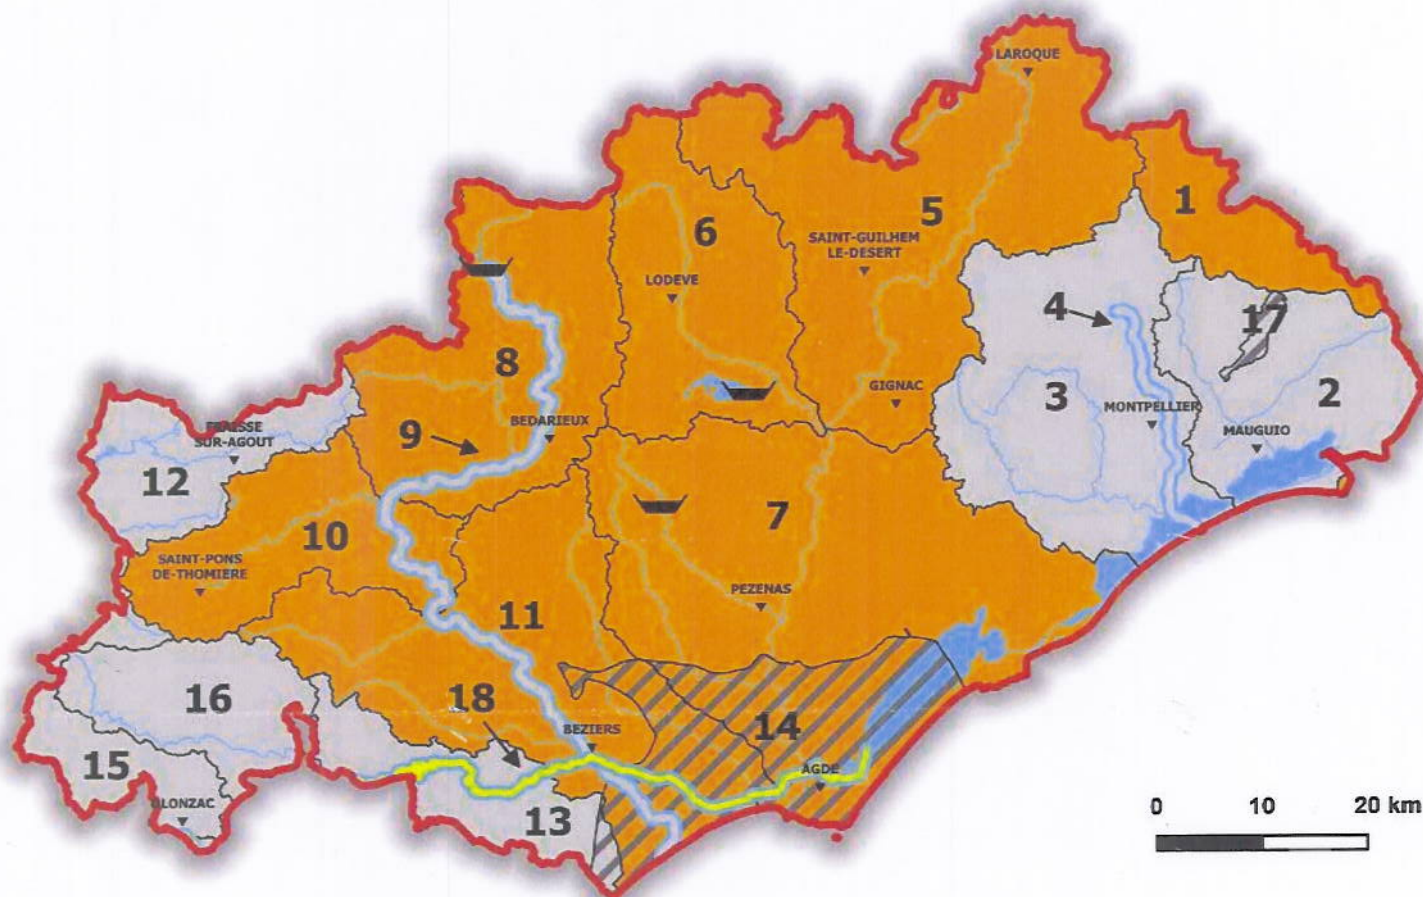 LAROQUE
1
5
6
SAINT-GUILHEM
LE-DESERT
LODEVE
4
17
8
GIGNAC
3
2
MONTPELLIER
BEDARIEUX
9
MAUGUIO
FRAISSE
SUR-AGOUT
12
7
10
SAINT-PONS
DE-THOMIERE
PEZENAS
11
16
18
14
BEZIERS
15
AGDE
OLONZAC
13
0 10 20 km